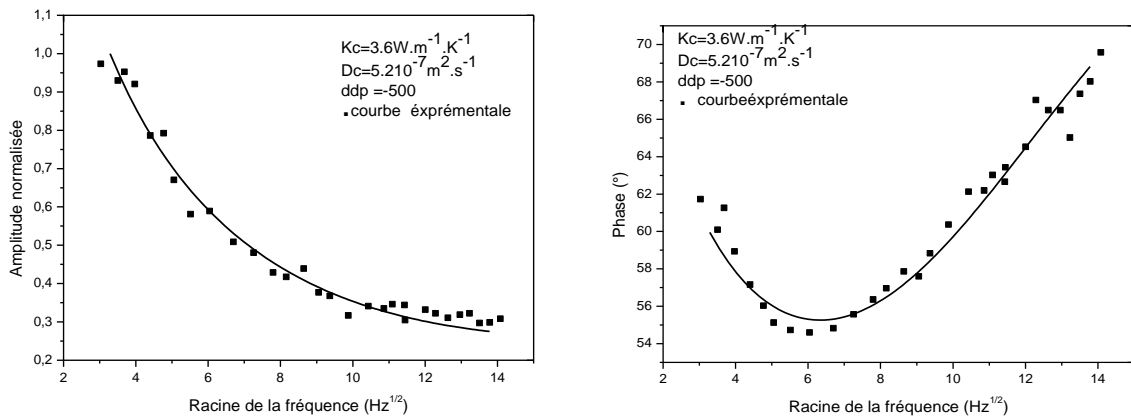 1,1
1,0
0,9
0,8
0,7
0,6
0,5
0,4
0,3
0,2
Amplitude normalisée
Kc=3.6W.m⁻¹.K⁻¹
Dc=5.210⁻⁷m².s⁻¹
ddp =-500
courbe éxprémentale
2 4 6 8 10 12 14
Racine de la fréquence (Hz^1/2)
70
68
66
64
62
60
58
56
54
Phase (°)
Kc=3.6W.m⁻¹.K⁻¹
Dc=5.210⁻⁷m².s⁻¹
ddp =-500
courbeéxprémentale
2 4 6 8 10 12 14
Racine de la fréquence (Hz^1/2)